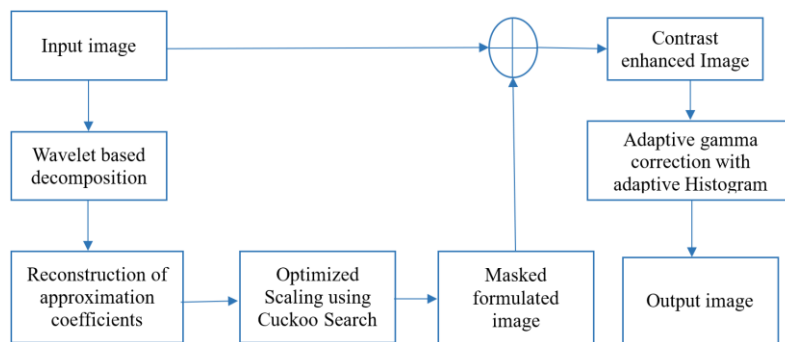 Input image
Contrast
enhanced Image
Wavelet based
decomposition
Adaptive gamma
correction with
adaptive Histogram
Reconstruction of
approximation
coefficients
Optimized
Scaling using
Cuckoo Search
Masked
formulated
image
Output image